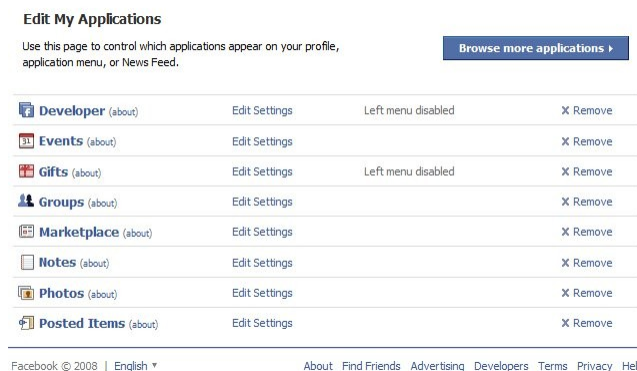 Edit My Applications
Use this page to control which applications appear on your profile,
application menu, or News Feed.
Browse more applications
Developer (about) Edit Settings Left menu disabled X Remove
31 Events (about) Edit Settings X Remove
Gifts (about) Edit Settings Left menu disabled X Remove
Groups (about) Edit Settings X Remove
Marketplace (about) Edit Settings X Remove
Notes (about) Edit Settings X Remove
Photos (about) Edit Settings X Remove
Posted Items (about) Edit Settings X Remove
Facebook © 2008 | English About Find Friends Advertising Developers Terms Privacy Hel